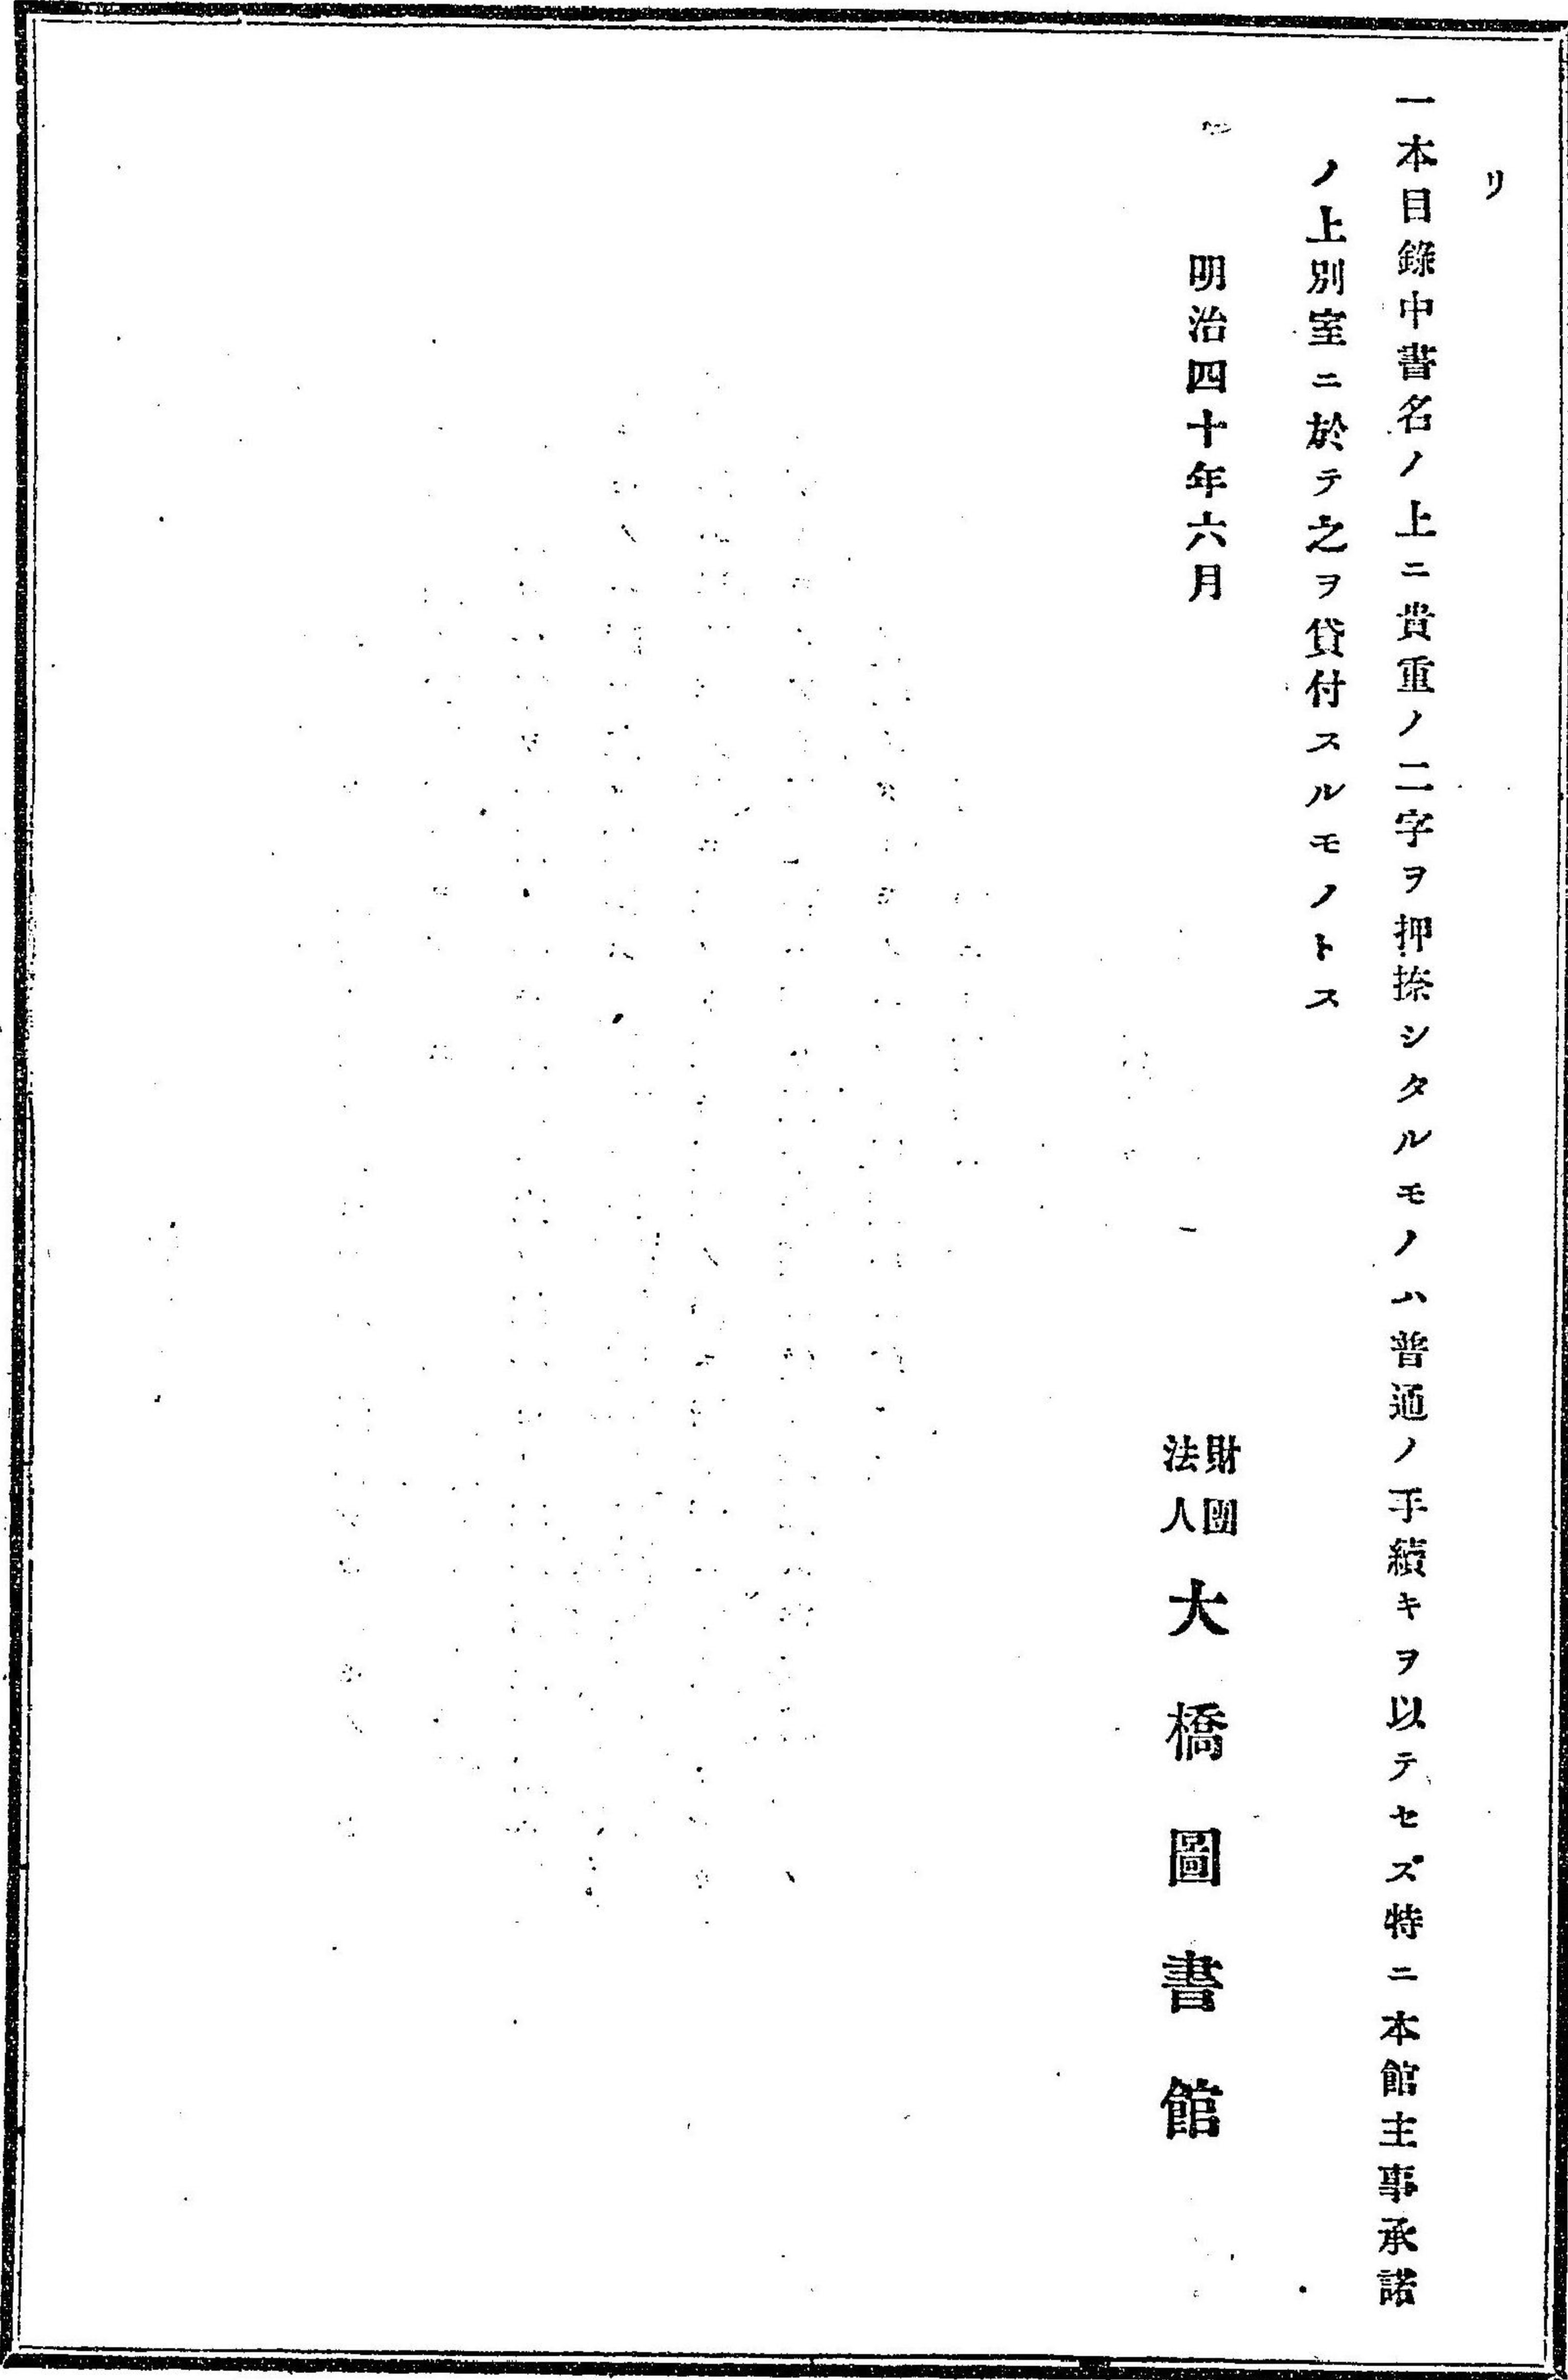 リ
一本目錄中書名ノ上ニ貴重ノ二字ヲ押捺シタルモノハ普通ノ手續キヲ以テセズ特ニ本館主事承諾
ノ上別室ニ於テ之ヲ貸付スルモノトス
明治四十年六月
財團
法人
大橋圖書館